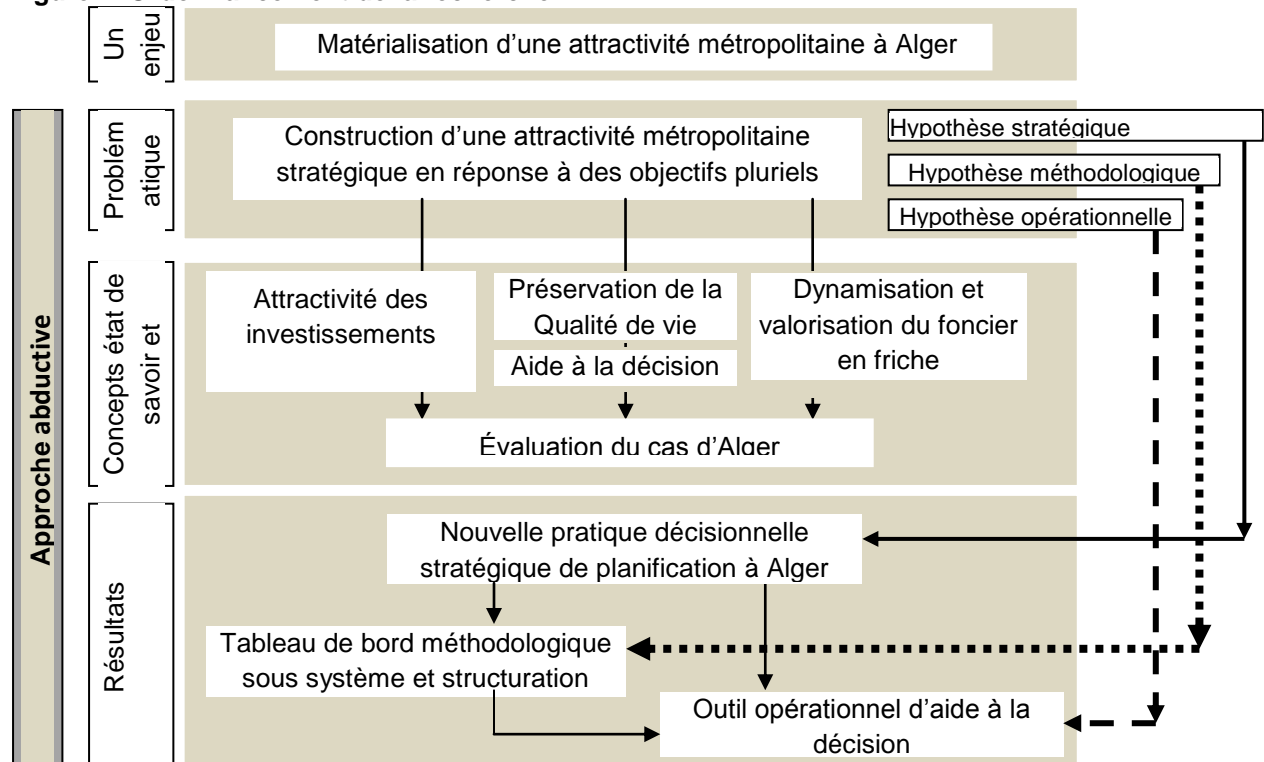 Un
enjeu
Matérialisation d'une attractivité métropolitaine à Alger
Approche abductive
Problém
atique
Construction d'une attractivité métropolitaine
stratégique en réponse à des objectifs pluriels
Hypothèse stratégique
Hypothèse méthodologique
Hypothèse opérationnelle
Concepts état de
savoir et
Attractivité des
investissements
Préservation de la
Qualité de vie
Aide à la décision
Dynamisation et
valorisation du foncier
en friche
Évaluation du cas d'Alger
Résultats
Nouvelle pratique décisionnelle
stratégique de planification à Alger
Tableau de bord méthodologique
sous système et structuration
Outil opérationnel d'aide à la
décision